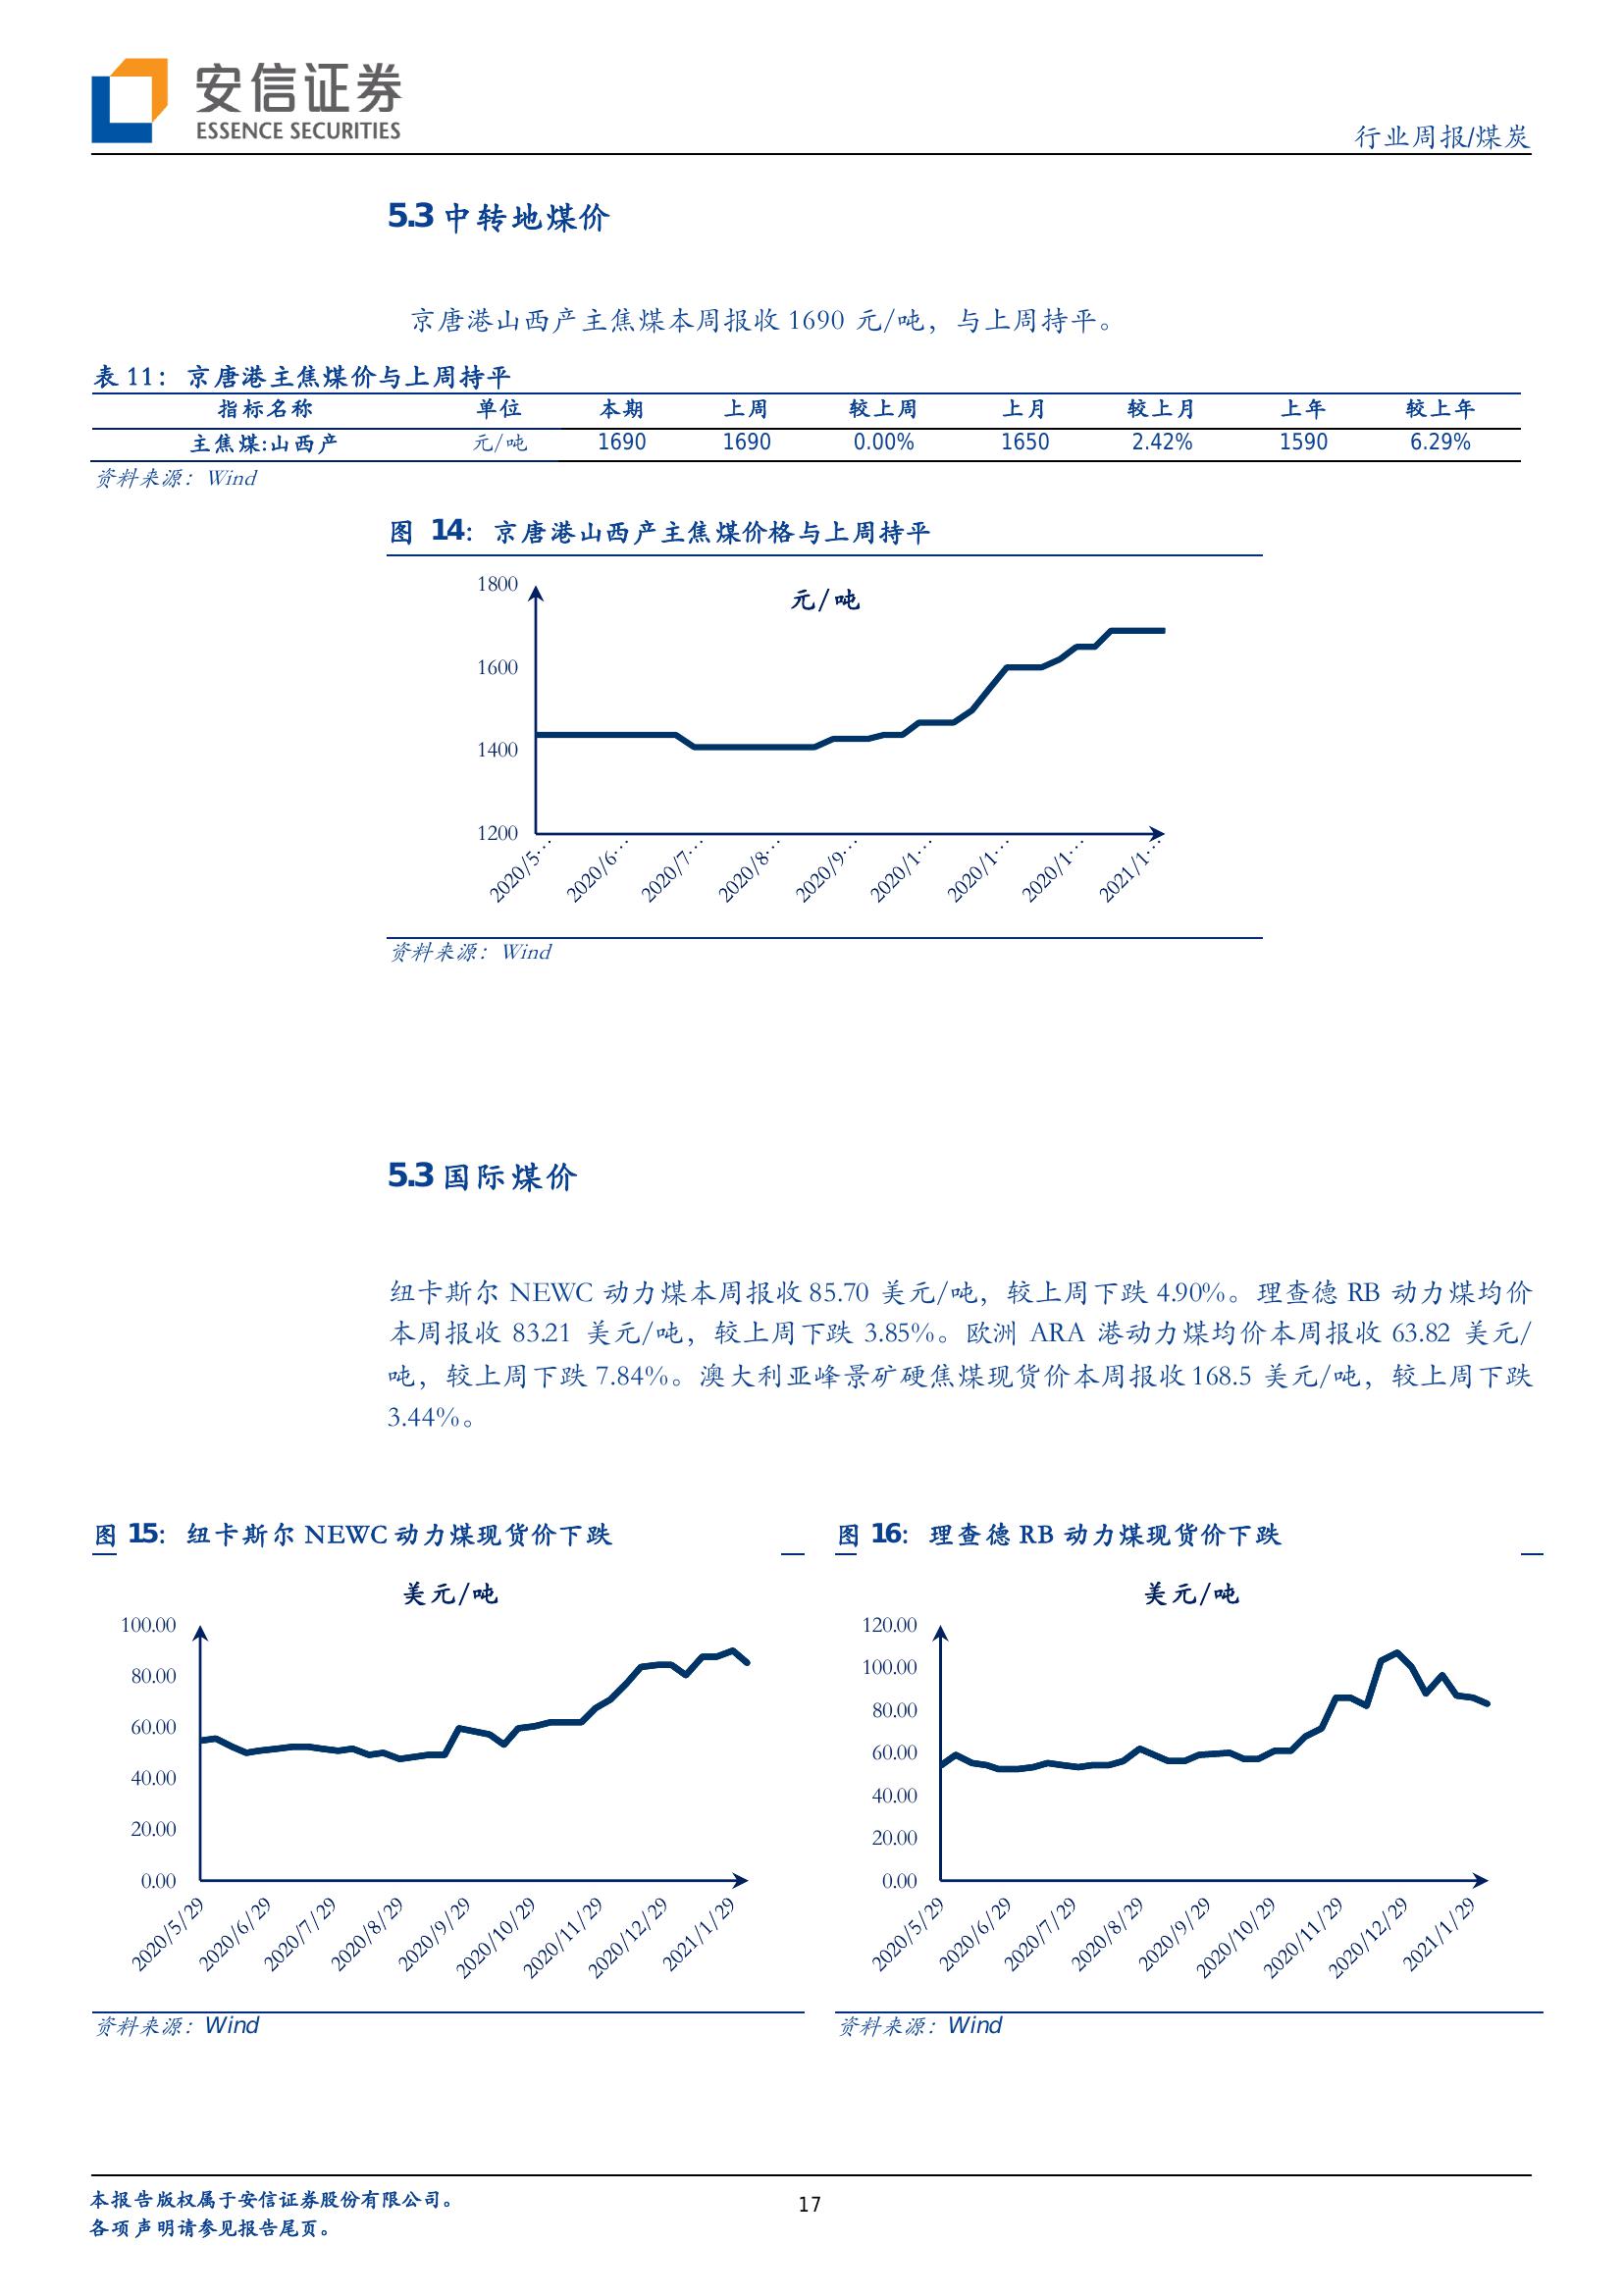 安信证券
ESSENCE SECURITIES
行业周报/煤炭
5.3 中转地煤价
京唐港山西产主焦煤本周报收 1690 元/吨，与上周持平。
表 11：京唐港主焦煤价与上周持平
指标名称 单位 本期 上周 较上周 上月 较上月 上年 较上年
主焦煤:山西产 元/吨 1690 1690 0.00% 1650 2.42% 1590 6.29%
资料来源：Wind
图 14：京唐港山西产主焦煤价格与上周持平
元/吨
1800
1600
1400
1200
2020/5… 2020/6… 2020/7… 2020/8… 2020/9… 2020/1… 2020/1… 2020/1… 2021/1…
资料来源：Wind
5.3 国际煤价
纽卡斯尔 NEWC 动力煤本周报收 85.70 美元/吨，较上周下跌 4.90%。理查德 RB 动力煤均价
本周报收 83.21 美元/吨，较上周下跌 3.85%。欧洲 ARA 港动力煤均价本周报收 63.82 美元/
吨，较上周下跌 7.84%。澳大利亚峰景矿硬焦煤现货价本周报收 168.5 美元/吨，较上周下跌
3.44%。
图 15：纽卡斯尔 NEWC 动力煤现货价下跌
美元/吨
100.00
80.00
60.00
40.00
20.00
0.00
2020/5/29 2020/6/29 2020/7/29 2020/8/29 2020/9/29 2020/10/29 2020/11/29 2020/12/29 2021/1/29
资料来源：Wind
图 16：理查德 RB 动力煤现货价下跌
美元/吨
120.00
100.00
80.00
60.00
40.00
20.00
0.00
2020/5/29 2020/6/29 2020/7/29 2020/8/29 2020/9/29 2020/10/29 2020/11/29 2020/12/29 2021/1/29
资料来源：Wind
本报告版权属于安信证券股份有限公司。
各项声明请参见报告尾页。
17